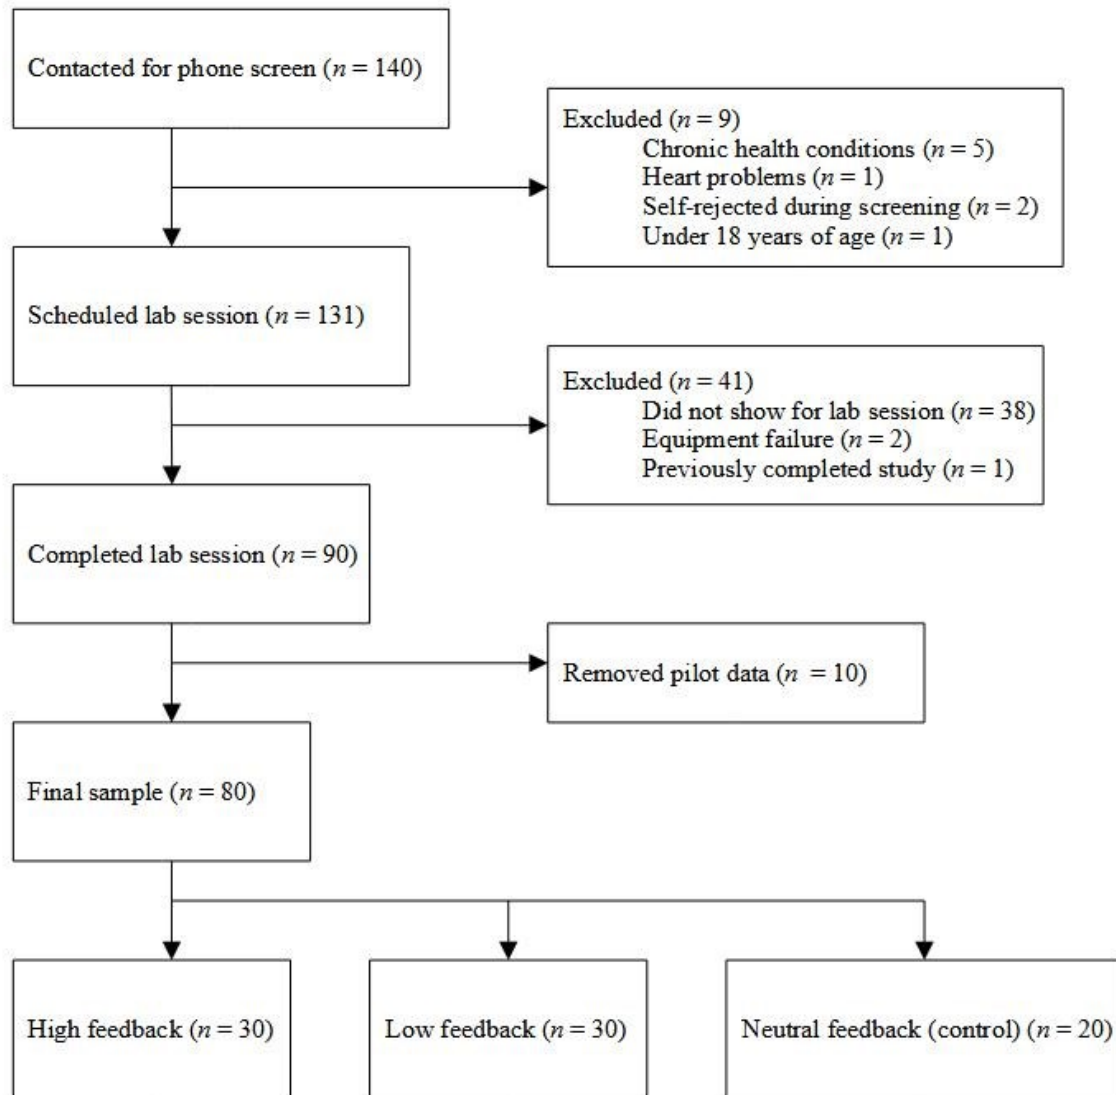 Contacted for phone screen (n = 140)
Excluded (n = 9)
Chronic health conditions (n = 5)
Heart problems (n = 1)
Self-rejected during screening (n = 2)
Under 18 years of age (n = 1)
Scheduled lab session (n = 131)
Excluded (n = 41)
Did not show for lab session (n = 38)
Equipment failure (n = 2)
Previously completed study (n = 1)
Completed lab session (n = 90)
Removed pilot data (n = 10)
Final sample (n = 80)
High feedback (n = 30)
Low feedback (n = 30)
Neutral feedback (control) (n = 20)